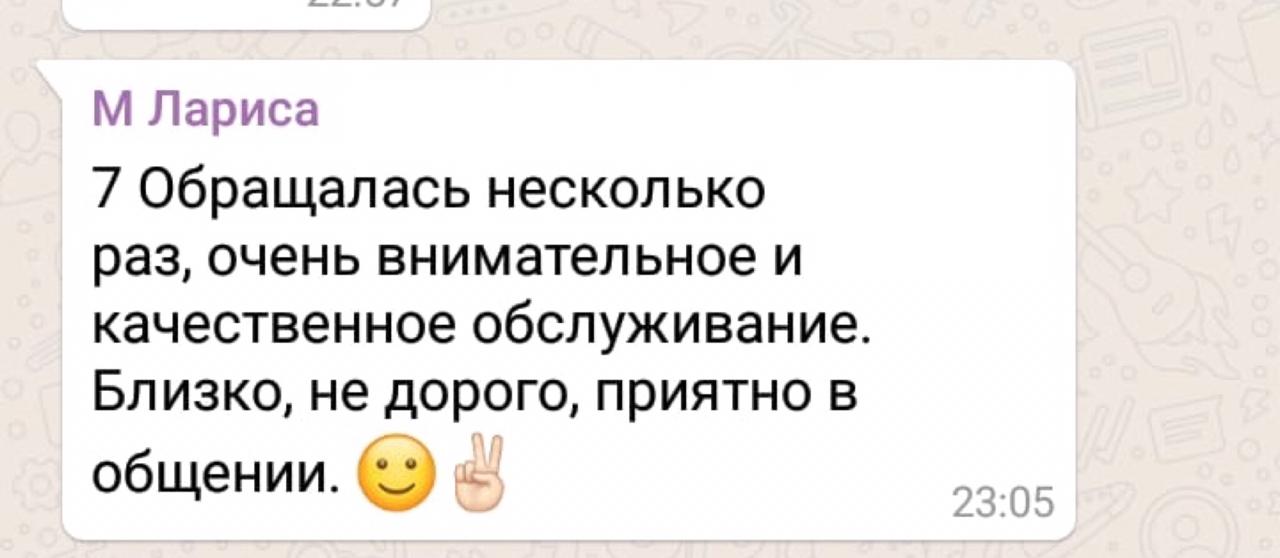 М Лариса
7 Обращалась несколько
раз, очень внимательное и
качественное обслуживание.
Близко, не дорого, приятно в
общении. 🙂✌🏻
23:05